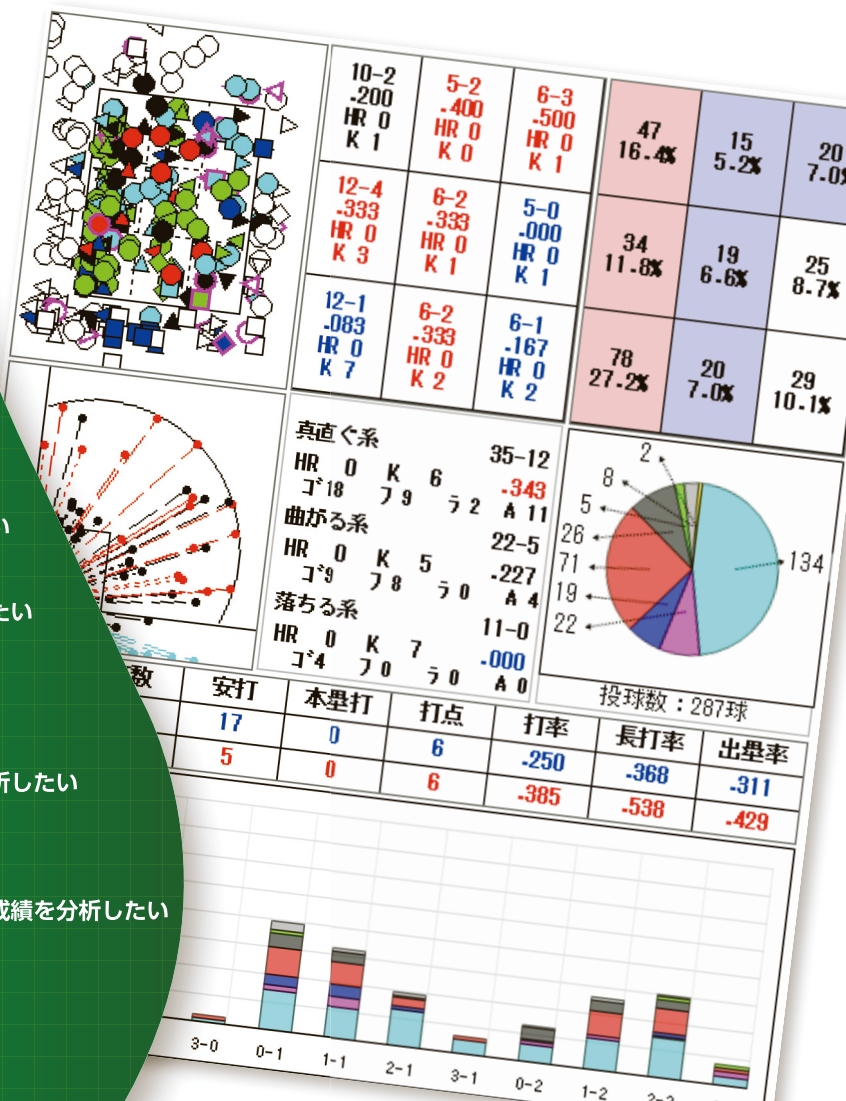 10-2
.200
HR 0
K 1
5-2
.400
HR 0
K 0
6-3
.500
HR 0
K 1
12-4
.333
HR 0
K 3
6-2
.333
HR 0
K 1
5-0
.000
HR 0
K 1
12-1
.083
HR 0
K 7
6-2
.333
HR 0
K 2
6-1
.167
HR 0
K 2
47
16.4%
15
5.2%
20
7.0%
34
11.8%
19
6.6%
25
8.7%
78
27.2%
20
7.0%
29
10.1%
真直ぐ系 35-12
HR 0 K 6 .343
ゴ18 フ9 ラ2 A 11
曲がる系 22-5
HR 0 K 5 .227
ゴ9 フ8 ラ0 A 4
落ちる系 11-0
HR 0 K 7 .000
ゴ4 フ0 ラ0 A 0
2
8
5
26
71
19
22
134
投球数：287球
数 安打 本塁打 打点 打率 長打率 出塁率
17 0 6 .250 .368 .311
5 0 6 .385 .538 .429
い
たい
析したい
成績を分析したい
3-0 0-1 1-1 2-1 3-1 0-2 1-2 2-2